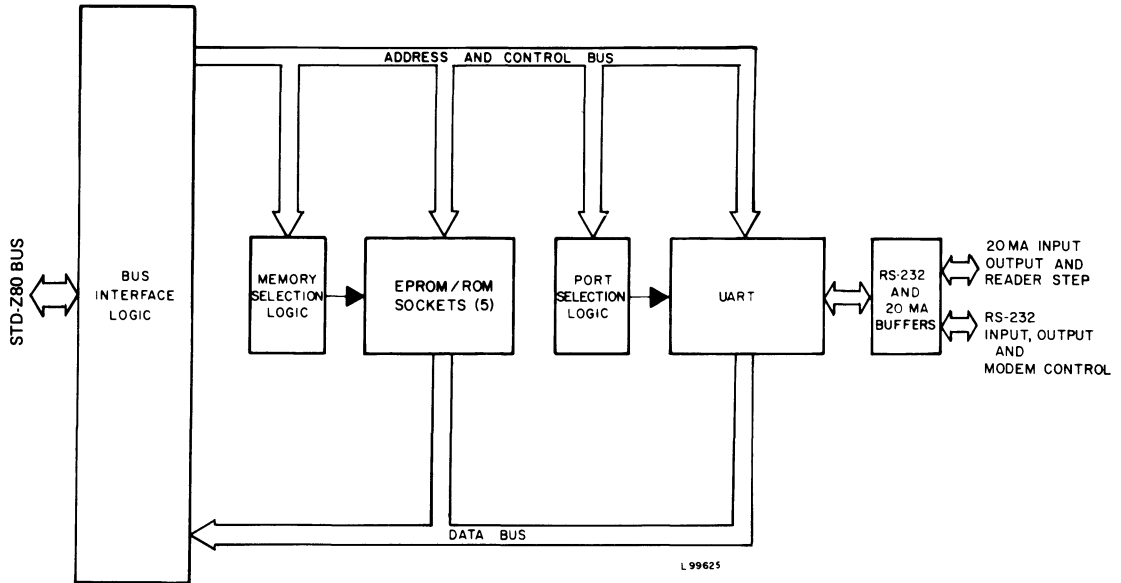 ADDRESS AND CONTROL BUS
STD-Z80 BUS
BUS
INTERFACE
LOGIC
MEMORY
SELECTION
LOGIC
EPROM/ROM
SOCKETS (5)
PORT
SELECTION
LOGIC
UART
RS-232
AND
20 MA
BUFFERS
20 MA INPUT
OUTPUT AND
READER STEP
RS-232
INPUT, OUTPUT
AND
MODEM CONTROL
DATA BUS
L 99625